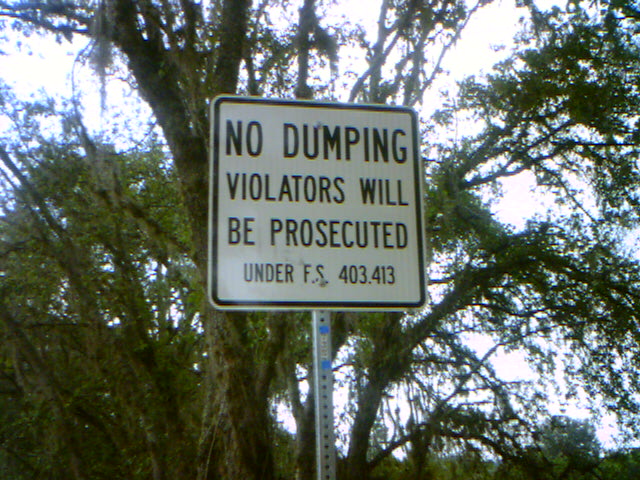 NO DUMPING
VIOLATORS WILL
BE PROSECUTED
UNDER F.S. 403.413